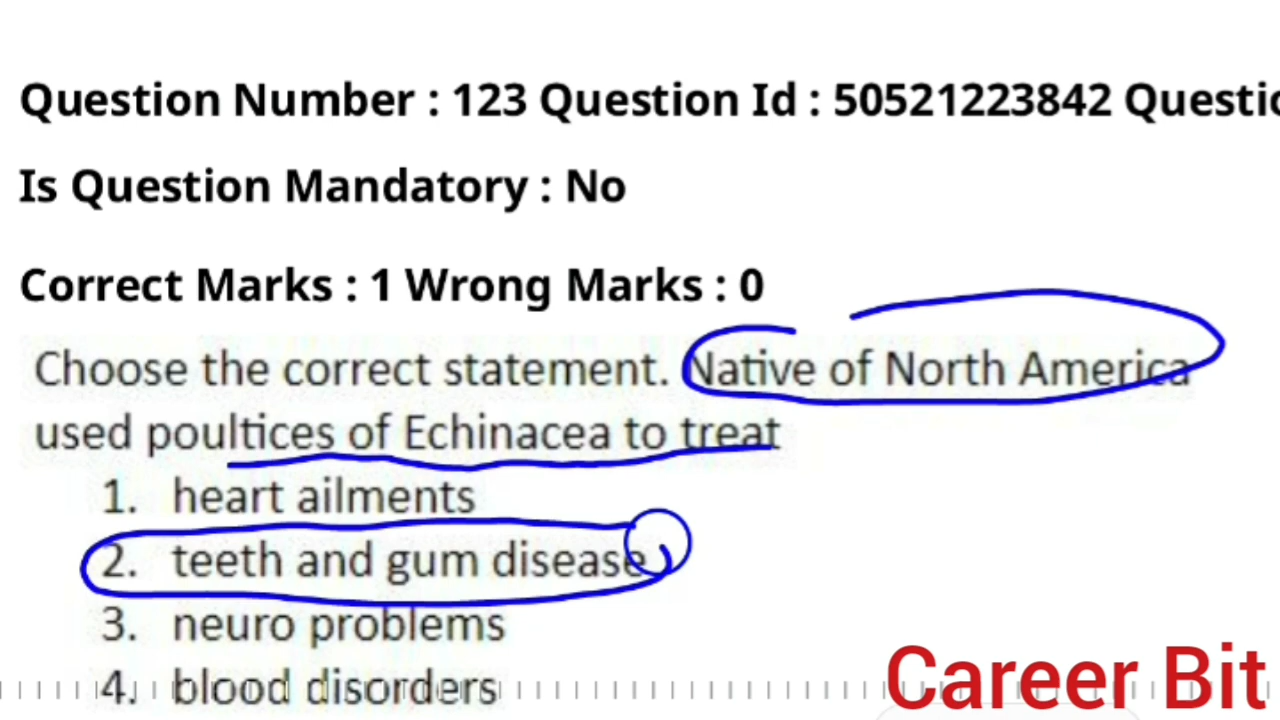 Question Number : 123 Question Id : 50521223842 Questio
Is Question Mandatory : No
Correct Marks : 1 Wrong Marks : 0
Choose the correct statement. Native of North America
used poultices of Echinacea to treat
1. heart ailments
2. teeth and gum disease
3. neuro problems
4. blood disorders
Career Bit